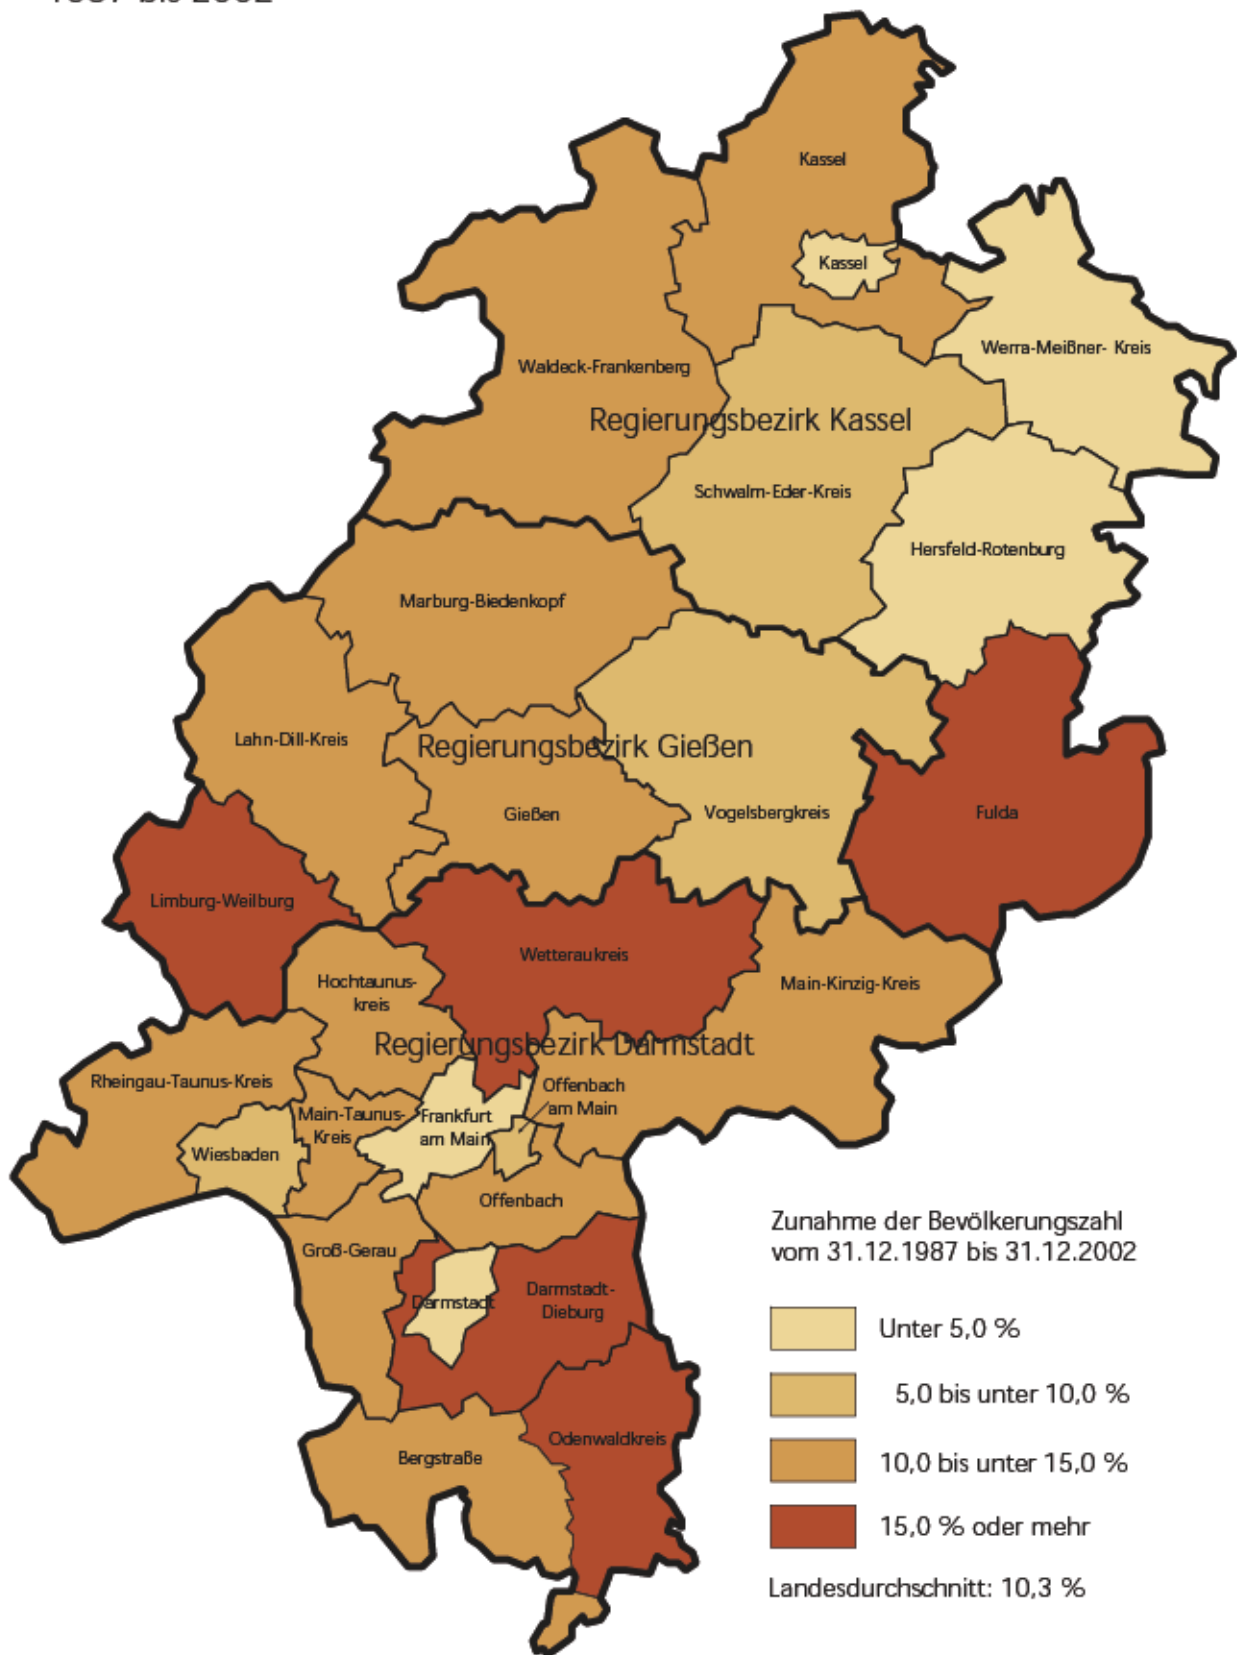 Kassel
Kassel
Werra-Meißner- Kreis
Waldeck-Frankenberg
Regierungsbezirk Kassel
Schwalm-Eder-Kreis
Hersfeld-Rotenburg
Marburg-Biedenkopf
Lahn-Dill-Kreis
Regierungsbezirk Gießen
Gießen
Vogelsbergkreis
Fulda
Limburg-Weilburg
Wetteraukreis
Hochtaunus-
kreis
Main-Kinzig-Kreis
Regierungsbezirk Darmstadt
Rheingau-Taunus-Kreis
Offenbach
am Main
Main-Taunus-
Kreis
Frankfurt
am Main
Wiesbaden
Offenbach
Groß-Gerau
Darmstadt
Darmstadt-
Dieburg
Odenwaldkreis
Bergstraße
Zunahme der Bevölkerungszahl
vom 31.12.1987 bis 31.12.2002
Unter 5,0 %
5,0 bis unter 10,0 %
10,0 bis unter 15,0 %
15,0 % oder mehr
Landesdurchschnitt: 10,3 %